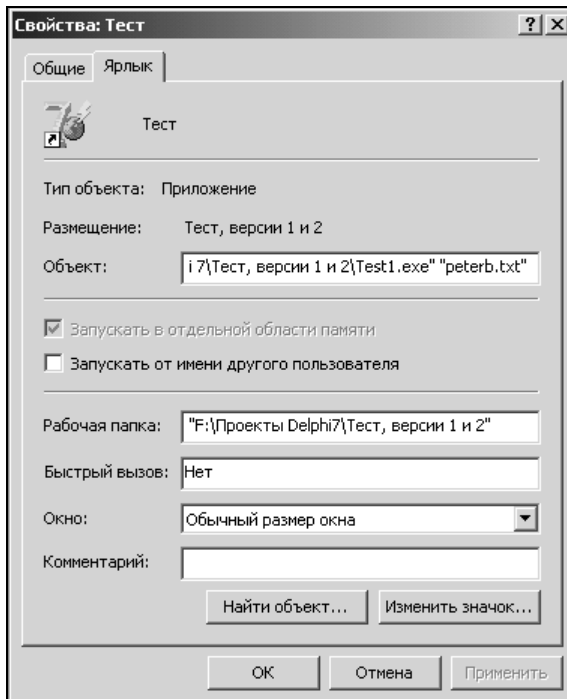 Свойства: Тест
Общие Ярлык
Тест
Тип объекта: Приложение
Размещение: Тест, версии 1 и 2
Объект: i 7\Тест, версии 1 и 2\Test1.exe" "peterb.txt"
Запускать в отдельной области памяти
Запускать от имени другого пользователя
Рабочая папка: "F:\Проекты Delphi7\Тест, версии 1 и 2"
Быстрый вызов: Нет
Окно: Обычный размер окна
Комментарий:
Найти объект... Изменить значок...
ОК Отмена Применить